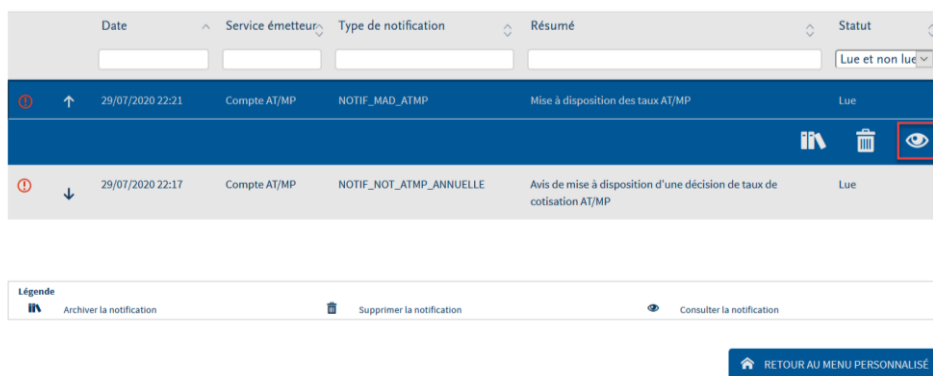 Date Service émetteur Type de notification Résumé Statut
Lue et non lue
29/07/2020 22:21 Compte AT/MP NOTIF_MAD_ATMP Mise à disposition des taux AT/MP Lue
29/07/2020 22:17 Compte AT/MP NOTIF_NOT_ATMP_ANNUELLE Avis de mise à disposition d'une décision de taux de Lue
cotisation AT/MP
Légende
Archiver la notification Supprimer la notification Consulter la notification
RETOUR AU MENU PERSONNALISÉ